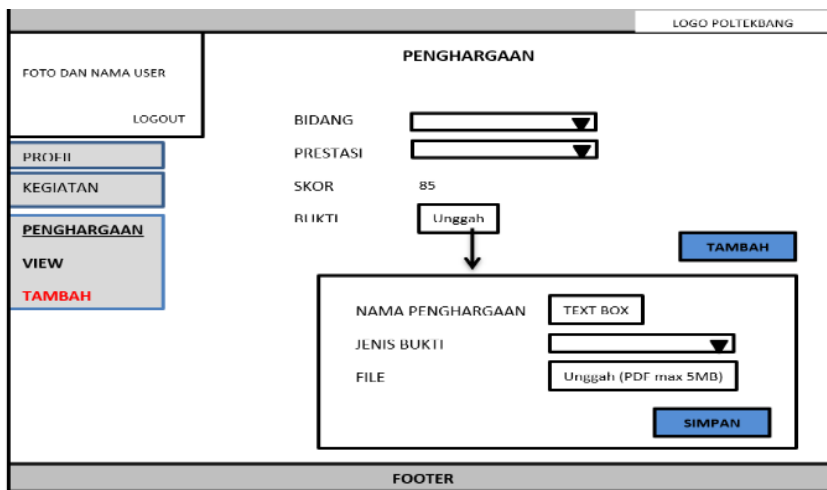 LOGO POLTEKBANG
FOTO DAN NAMA USER
LOGOUT
PROFIL
KEGIATAN
PENGHARGAAN
VIEW
TAMBAH
PENGHARGAAN
BIDANG
PRESTASI
SKOR 85
BUKTI Unggah
TAMBAH
NAMA PENGHARGAAN TEXT BOX
JENIS BUKTI
FILE Unggah (PDF max 5MB)
SIMPAN
FOOTER